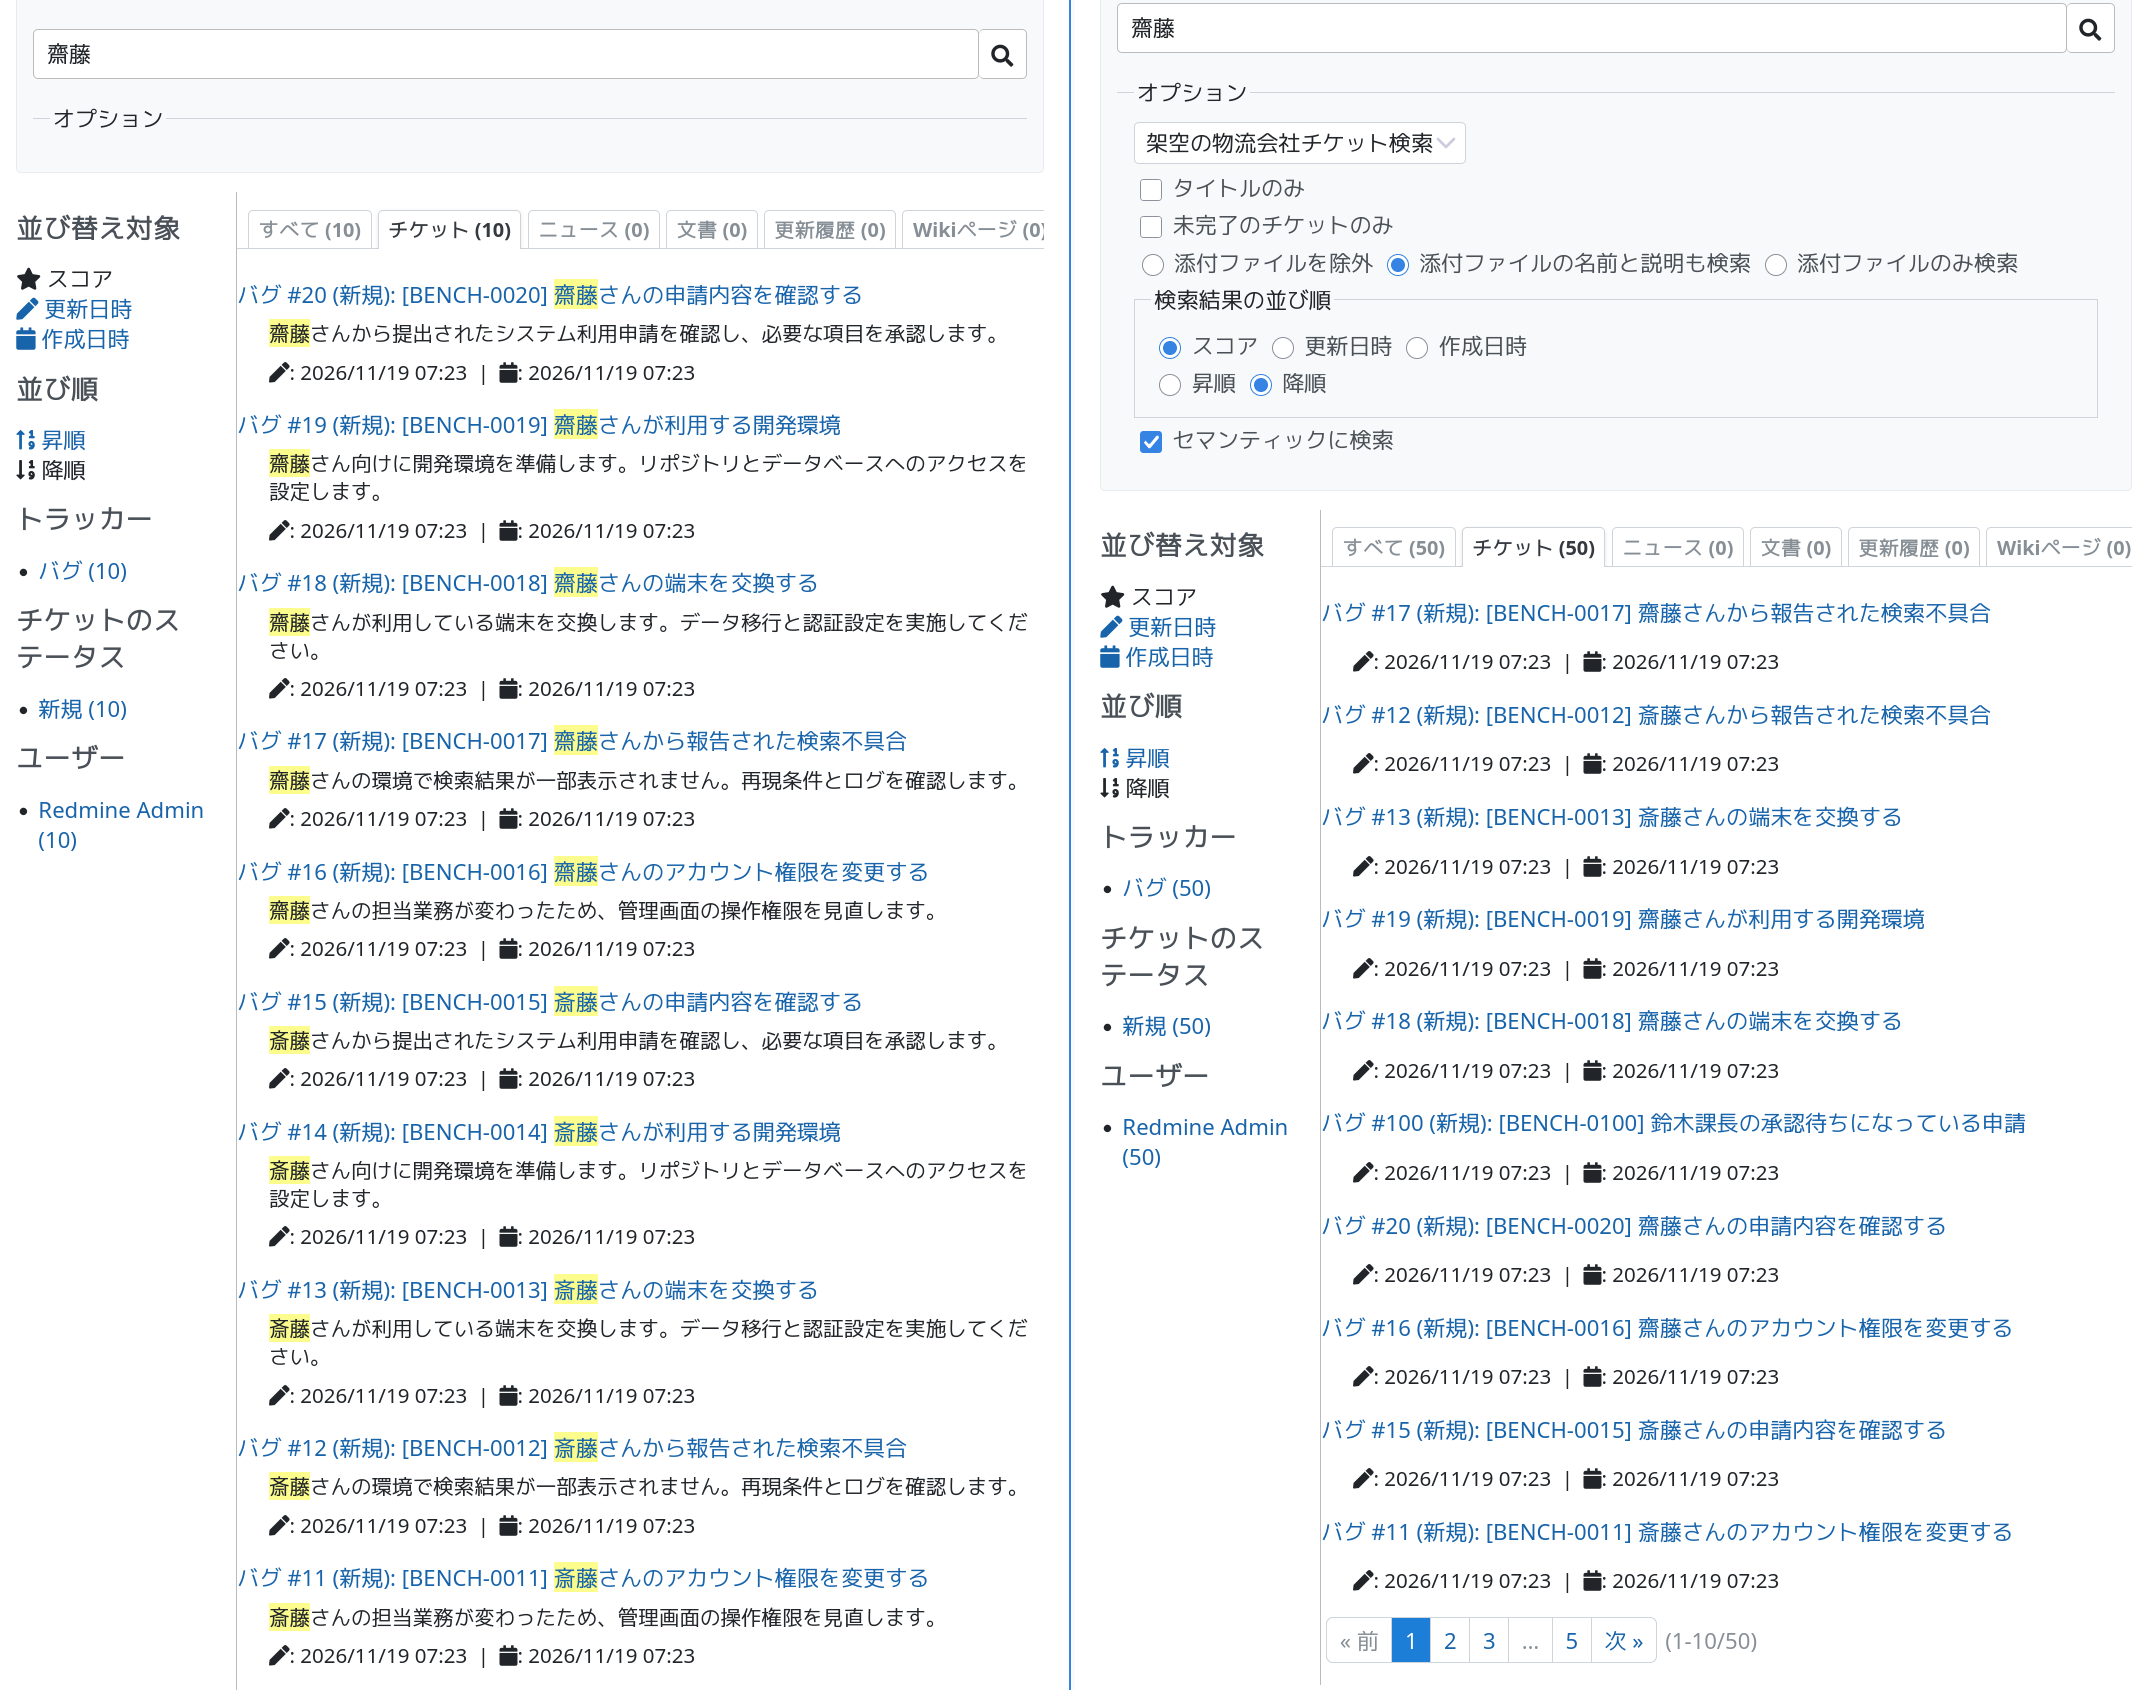 齋藤
オプション
並び替え対象
スコア
更新日時
作成日時
並び順
昇順
降順
トラッカー
バグ (10)
チケットのス
テータス
新規 (10)
ユーザー
Redmine Admin
(10)
すべて (10) チケット (10) ニュース (0) 文書 (0) 更新履歴 (0) Wikiページ (0)
バグ #20 (新規): [BENCH-0020] 齋藤さんの申請内容を確認する
齋藤さんから提出されたシステム利用申請を確認し、必要な項目を承認します。
: 2026/11/19 07:23 | : 2026/11/19 07:23
バグ #19 (新規): [BENCH-0019] 齋藤さんが利用する開発環境
齋藤さん向けに開発環境を準備します。リポジトリとデータベースへのアクセスを
設定します。
: 2026/11/19 07:23 | : 2026/11/19 07:23
バグ #18 (新規): [BENCH-0018] 齋藤さんの端末を交換する
齋藤さんが利用している端末を交換します。データ移行と認証設定を実施してくだ
さい。
: 2026/11/19 07:23 | : 2026/11/19 07:23
バグ #17 (新規): [BENCH-0017] 齋藤さんから報告された検索不具合
齋藤さんの環境で検索結果が一部表示されません。再現条件とログを確認します。
: 2026/11/19 07:23 | : 2026/11/19 07:23
バグ #16 (新規): [BENCH-0016] 齋藤さんのアカウント権限を変更する
齋藤さんの担当業務が変わったため、管理画面の操作権限を見直します。
: 2026/11/19 07:23 | : 2026/11/19 07:23
バグ #15 (新規): [BENCH-0015] 斎藤さんの申請内容を確認する
斎藤さんから提出されたシステム利用申請を確認し、必要な項目を承認します。
: 2026/11/19 07:23 | : 2026/11/19 07:23
バグ #14 (新規): [BENCH-0014] 斎藤さんが利用する開発環境
斎藤さん向けに開発環境を準備します。リポジトリとデータベースへのアクセスを
設定します。
: 2026/11/19 07:23 | : 2026/11/19 07:23
バグ #13 (新規): [BENCH-0013] 斎藤さんの端末を交換する
斎藤さんが利用している端末を交換します。データ移行と認証設定を実施してくだ
さい。
: 2026/11/19 07:23 | : 2026/11/19 07:23
バグ #12 (新規): [BENCH-0012] 斎藤さんから報告された検索不具合
斎藤さんの環境で検索結果が一部表示されません。再現条件とログを確認します。
: 2026/11/19 07:23 | : 2026/11/19 07:23
バグ #11 (新規): [BENCH-0011] 斎藤さんのアカウント権限を変更する
斎藤さんの担当業務が変わったため、管理画面の操作権限を見直します。
: 2026/11/19 07:23 | : 2026/11/19 07:23
齋藤
オプション
架空の物流会社チケット検索
タイトルのみ
未完了のチケットのみ
添付ファイルを除外 添付ファイルの名前と説明も検索 添付ファイルのみ検索
検索結果の並び順
スコア 更新日時 作成日時
昇順 降順
セマンティックに検索
並び替え対象
スコア
更新日時
作成日時
並び順
昇順
降順
トラッカー
バグ (50)
チケットのス
テータス
新規 (50)
ユーザー
Redmine Admin
(50)
すべて (50) チケット (50) ニュース (0) 文書 (0) 更新履歴 (0) Wikiページ (0)
バグ #17 (新規): [BENCH-0017] 齋藤さんから報告された検索不具合
: 2026/11/19 07:23 | : 2026/11/19 07:23
バグ #12 (新規): [BENCH-0012] 斎藤さんから報告された検索不具合
: 2026/11/19 07:23 | : 2026/11/19 07:23
バグ #13 (新規): [BENCH-0013] 斎藤さんの端末を交換する
: 2026/11/19 07:23 | : 2026/11/19 07:23
バグ #19 (新規): [BENCH-0019] 齋藤さんが利用する開発環境
: 2026/11/19 07:23 | : 2026/11/19 07:23
バグ #18 (新規): [BENCH-0018] 齋藤さんの端末を交換する
: 2026/11/19 07:23 | : 2026/11/19 07:23
バグ #100 (新規): [BENCH-0100] 鈴木課長の承認待ちになっている申請
: 2026/11/19 07:23 | : 2026/11/19 07:23
バグ #20 (新規): [BENCH-0020] 齋藤さんの申請内容を確認する
: 2026/11/19 07:23 | : 2026/11/19 07:23
バグ #16 (新規): [BENCH-0016] 齋藤さんのアカウント権限を変更する
: 2026/11/19 07:23 | : 2026/11/19 07:23
バグ #15 (新規): [BENCH-0015] 斎藤さんの申請内容を確認する
: 2026/11/19 07:23 | : 2026/11/19 07:23
バグ #11 (新規): [BENCH-0011] 斎藤さんのアカウント権限を変更する
: 2026/11/19 07:23 | : 2026/11/19 07:23
« 前 1 2 3 ... 5 次 » (1-10/50)